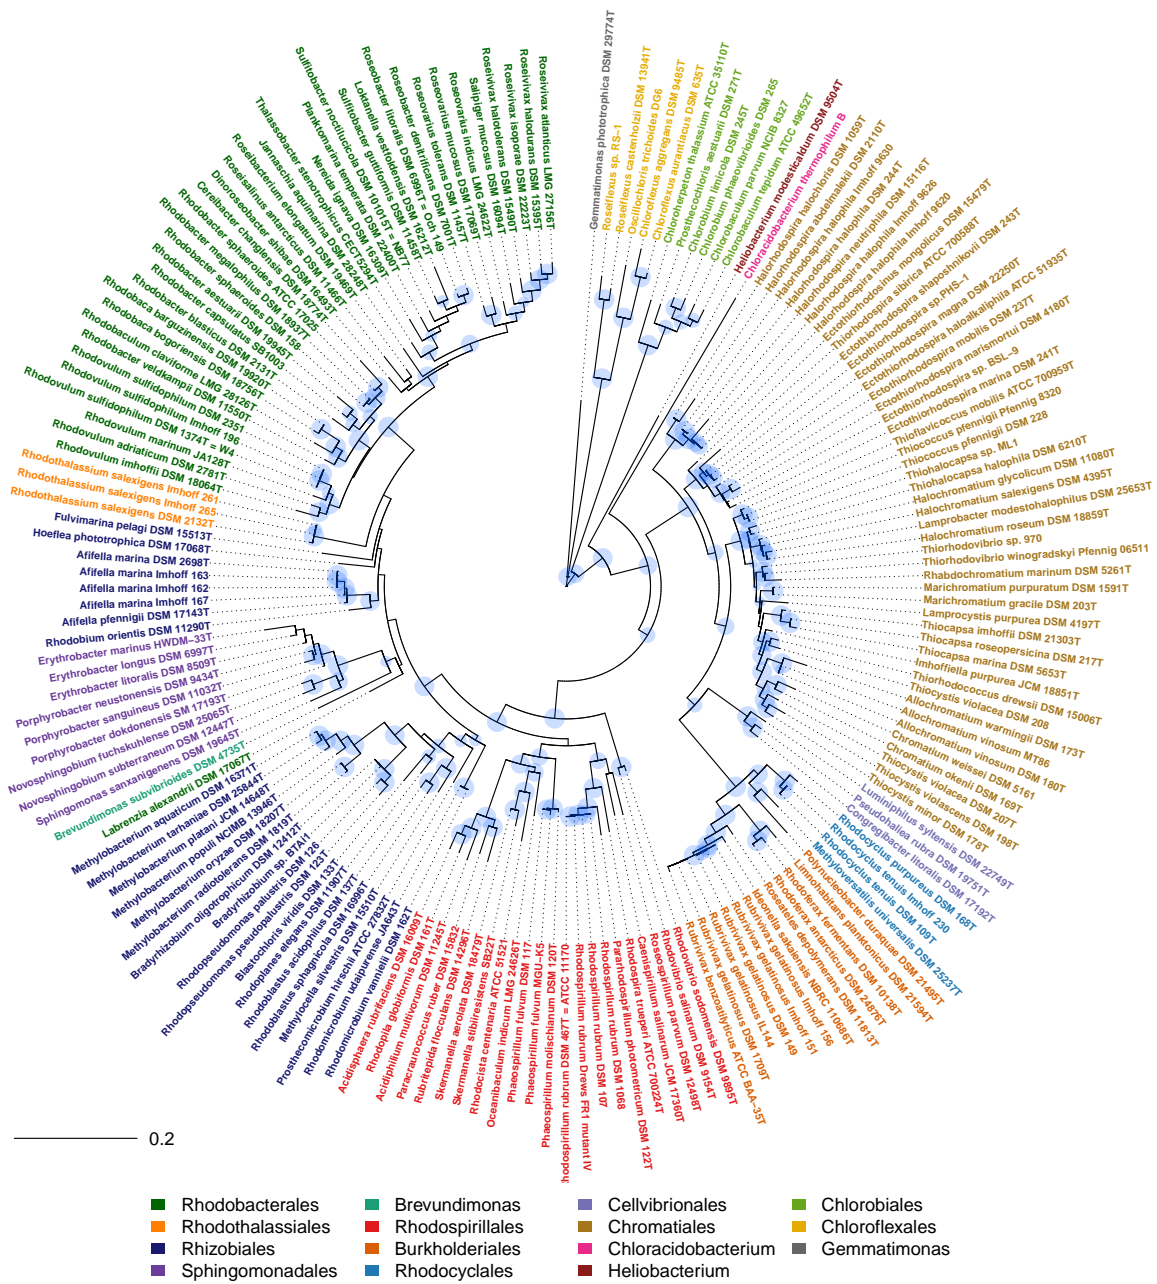 Gemmatimonas phototrophica DSM 29774T
Roseiflexus sp. RS−1
Roseiflexus castenholzii DSM 13941T
Oscillochloris trichoides DG6
Chloroflexus aggregans DSM 9485T
Chloroflexus aurantiacus DSM 635T
Chloroherpeton thalassium ATCC 35110T
Prosthecochloris aestuarii DSM 271T
Chlorobium limicola DSM 245T
Chlorobium phaeovibrioides DSM 265
Chlorobaculum parvum NCIB 8327
Chlorobaculum tepidum ATCC 49652T
Heliobacterium modesticaldum DSM 9504T
Chloracidobacterium thermophilum B
Halorhodospira halochloris DSM 1059T
Halorhodospira abdelmalekii DSM 2110T
Halorhodospira halophila Imhoff 9630
Halorhodospira halophila DSM 244T
Halorhodospira neutriphila DSM 15116T
Halorhodospira halophila Imhoff 9626
Halorhodospira halophila Imhoff 9620
Ectothiorhodosinus mongolicus DSM 15479T
Thiorhodospira sibirica ATCC 700588T
Ectothiorhodospira shaposhnikovii DSM 243T
Ectothiorhodospira sp. PHS−1
Ectothiorhodospira magna DSM 22250T
Ectothiorhodospira haloalkaliphila ATCC 51935T
Ectothiorhodospira mobilis DSM 237T
Ectothiorhodospira marismortui DSM 4180T
Ectothiorhodospira sp. BSL−9
Ectothiorhodospira marina DSM 241T
Thioflavicoccus mobilis ATCC 700959T
Thiococcus pfennigii Pfennig 8320
Thiococcus pfennigii DSM 228
Thiohalocapsa sp. ML1
Thiohalocapsa halophila DSM 6210T
Halochromatium glycolicum DSM 11080T
Halochromatium salexigens DSM 4395T
Lamprobacter modestohalophilus DSM 25653T
Halochromatium roseum DSM 18859T
Thiorhodovibrio sp. 970
Thiorhodovibrio winogradskyi Pfennig 06511
Rhabdochromatium marinum DSM 5261T
Marichromatium purpuratum DSM 1591T
Marichromatium gracile DSM 203T
Lamprocystis purpurea DSM 4197T
Thiocapsa imhoffii DSM 21303T
Thiocapsa roseopersicina DSM 217T
Thiocapsa marina DSM 5653T
Imhoffiella purpurea JCM 18851T
Thiorhodococcus drewsii DSM 15006T
Thiocystis violacea DSM 208
Allochromatium warmingii DSM 173T
Allochromatium vinosum MT86
Allochromatium vinosum DSM 180T
Chromatium weissei DSM 5161
Chromatium okenii DSM 169T
Thiocystis violacea DSM 207T
Thiocystis violascens DSM 198T
Thiocystis minor DSM 178T
Luminiphilus syltensis DSM 22749T
Pseudohaliea rubra DSM 19751T
Congregibacter litoralis DSM 17192T
Rhodocyclus purpureus DSM 168T
Rhodocyclus tenuis Imhoff 230
Rhodocyclus tenuis DSM 109T
Methyloversatilis universalis DSM 25237T
Polynucleobacter duraquae DSM 21495T
Limnohabitans planktonicus DSM 21594T
Rhodoferax fermentans DSM 10138T
Rhodoferax antarcticus DSM 24876T
Roseateles depolymerans DSM 11813T
Ideonella sakaiensis NBRC 110686T
Rubrivivax gelatinosus Imhoff 156
Rubrivivax gelatinosus Imhoff 151
Rubrivivax gelatinosus DSM 149
Rubrivivax gelatinosus IL144
Rubrivivax gelatinosus DSM 1709T
Rubrivivax benzoatilyticus ATCC BAA−35T
Rhodovibrio sodomensis DSM 9895T
Rhodovibrio salinarum DSM 9154T
Roseospirillum parvum DSM 12498T
Caenispirillum salinarum JCM 17360T
Rhodospira trueperi ATCC 700224T
Pararhodospirillum photometricum DSM 122T
Rhodospirillum rubrum DSM 1068
Rhodospirillum rubrum DSM 107
Rhodospirillum rubrum Drews FR1 mutant IV
hodospirillum rubrum DSM 467T = ATCC 11170
Phaeospirillum molischianum DSM 120T
Phaeospirillum fulvum MGU−K5
Phaeospirillum fulvum DSM 117
Oceanibaculum indicum LMG 24626T
Rhodocista centenaria ATCC 51521
Skermanella stibiiresistens SB22T
Skermanella aerolata DSM 18479T
Rubritepida flocculans DSM 14296T
Paracraurococcus ruber DSM 15832
Acidiphilium multivorum DSM 11245T
Rhodopila globiformis DSM 161T
Acidisphaera rubrifaciens DSM 16009T
Rhodomicrobium vannielii DSM 162T
Rhodomicrobium udaipurense JA643T
Prosthecomicrobium hirschii ATCC 27832T
Methylocella silvestris DSM 15510T
Rhodoblastus sphagnicola DSM 16996T
Rhodoblastus acidophilus DSM 137T
Rhodoplanes elegans DSM 11907T
Blastochloris viridis DSM 133T
Rhodopseudomonas pseudopalustris DSM 123T
Rhodopseudomonas palustris DSM 126
Bradyrhizobium sp. BTAi1
Bradyrhizobium oligotrophicum DSM 12412T
Methylobacterium radiotolerans DSM 1819T
Methylobacterium oryzae DSM 18207T
Methylobacterium populi NCIMB 13946T
Methylobacterium platani JCM 14648T
Methylobacterium tarhaniae DSM 25844T
Methylobacterium aquaticum DSM 16371T
Labrenzia alexandrii DSM 17067T
Brevundimonas subvibrioides DSM 4735T
Sphingomonas sanxanigenens DSM 19645T
Novosphingobium subterraneum DSM 12447T
Novosphingobium fuchskuhlense DSM 25065T
Porphyrobacter dokdonensis SM 17193T
Porphyrobacter sanguineus DSM 11032T
Porphyrobacter neustonensis DSM 9434T
Erythrobacter litoralis DSM 8509T
Erythrobacter longus DSM 6997T
Erythrobacter marinus HWDM−33T
Rhodobium orientis DSM 11290T
Afifella pfennigii DSM 17143T
Afifella marina Imhoff 167
Afifella marina Imhoff 162
Afifella marina Imhoff 163
Afifella marina DSM 2698T
Hoeflea phototrophica DSM 17068T
Fulvimarina pelagi DSM 15513T
Rhodothalassium salexigens DSM 2132T
Rhodothalassium salexigens Imhoff 265
Rhodothalassium salexigens Imhoff 261
Rhodovulum imhoffii DSM 18064T
Rhodovulum adriaticum DSM 2781T
Rhodovulum marinum JA128T
Rhodovulum sulfidophilum DSM 1374T = W4
Rhodovulum sulfidophilum Imhoff 196
Rhodovulum sulfidophilum DSM 2351
Rhodobacter veldkampii DSM 11550T
Rhodobaculum claviforme LMG 28126T
Rhodobaca bogoriensis DSM 18756T
Rhodobaca barguzinensis DSM 19920T
Rhodobacter blasticus DSM 2131T
Rhodobacter capsulatus SB1003
Rhodobacter aestuarii DSM 19945T
Rhodobacter sphaeroides DSM 158
Rhodobacter megalophilus DSM 18937T
Rhodobacter sphaeroides ATCC 17025
Cereibacter changlensis DSM 18774T
Dinoroseobacter shibae DSM 16493T
Roseisalinus antarcticus DSM 11466T
Roseibacterium elongatum DSM 19469T
Jannaschia aquimarina DSM 28248T
Thalassobacter stenotrophicus CECT5294T
Nereida ignava DSM 16309T
Planktomarina temperata DSM 22400T
Sulfitobacter noctilucicola DSM 101015T = NB77
Sulfitobacter guttiformis DSM 11458T
Loktanella vestfoldensis DSM 16212T
Roseobacter litoralis DSM 6996T = Och 149
Roseobacter denitrificans DSM 7001T
Roseovarius tolerans DSM 11457T
Roseovarius mucosus DSM 17069T
Roseovarius indicus LMG 24622T
Salipiger mucosus DSM 16094T
Roseivivax halotolerans DSM 15490T
Roseivivax isoporae DSM 22223T
Roseivivax halodurans DSM 15395T
Roseivivax atlanticus LMG 27156T
0.2
Rhodobacterales
Rhodothalassiales
Rhizobiales
Sphingomonadales
Brevundimonas
Rhodospirillales
Burkholderiales
Rhodocyclales
Cellvibrionales
Chromatiales
Chloracidobacterium
Heliobacterium
Chlorobiales
Chloroflexales
Gemmatimonas